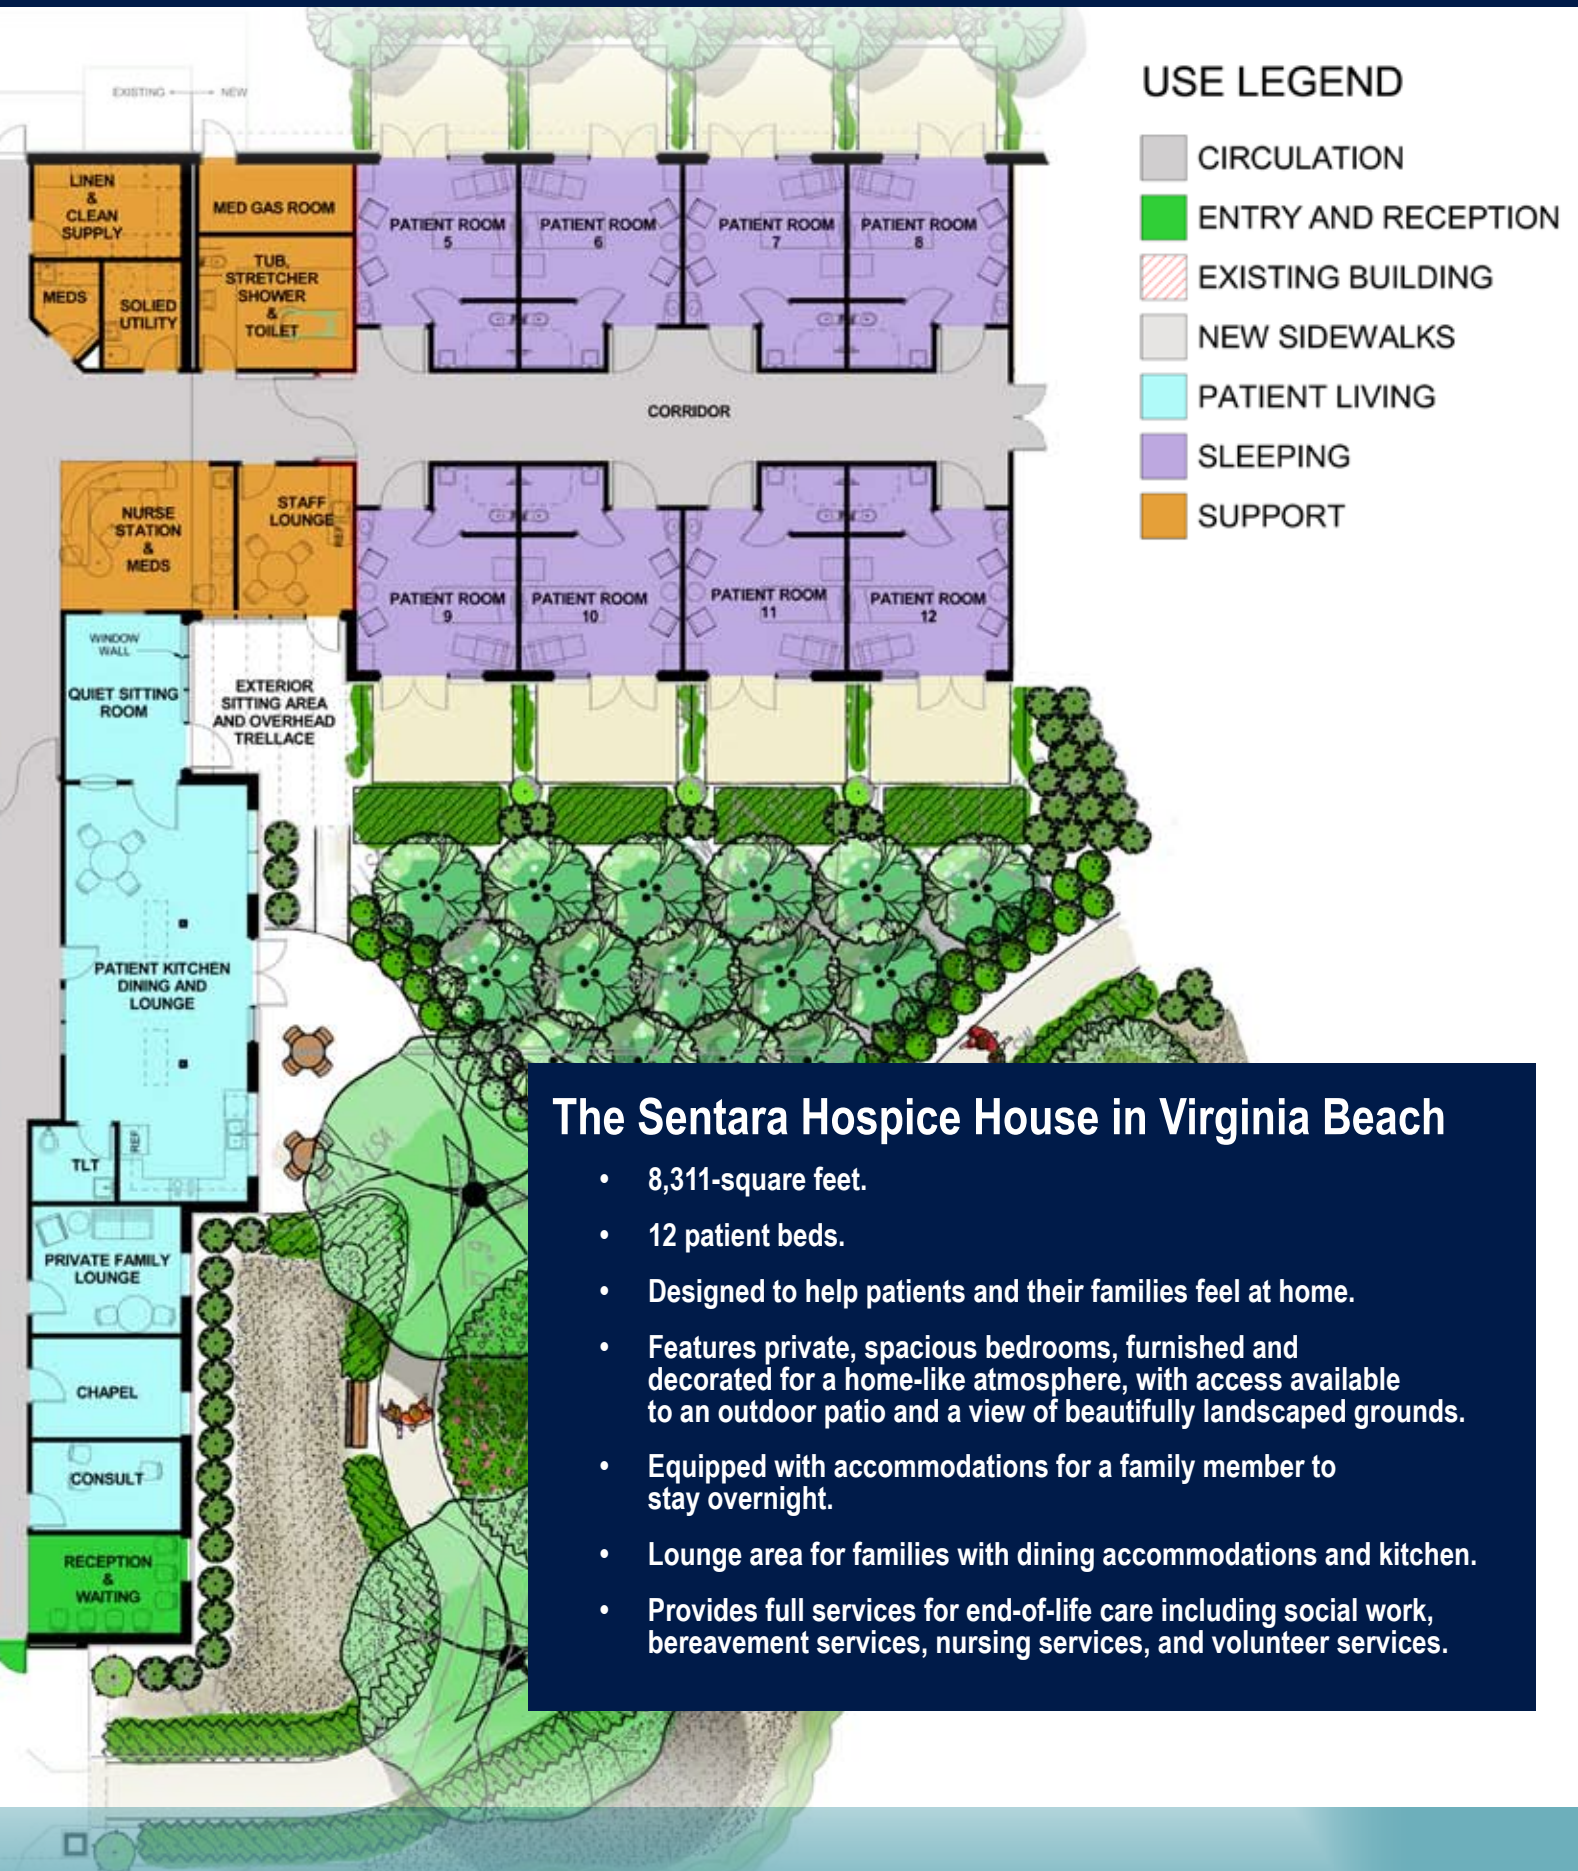 EXISTING
NEW
USE LEGEND
CIRCULATION
ENTRY AND RECEPTION
EXISTING BUILDING
NEW SIDEWALKS
PATIENT LIVING
SLEEPING
SUPPORT
LINEN
&
CLEAN
SUPPLY
MED GAS ROOM
MEDS
SOLIED
UTILITY
TUB,
STRETCHER
SHOWER
&
TOILET
PATIENT ROOM
5
PATIENT ROOM
6
PATIENT ROOM
7
PATIENT ROOM
8
CORRIDOR
NURSE
STATION
&
MEDS
STAFF
LOUNGE
REF
PATIENT ROOM
9
PATIENT ROOM
10
PATIENT ROOM
11
PATIENT ROOM
12
WINDOW
WALL
QUIET SITTING
ROOM
EXTERIOR
SITTING AREA
AND OVERHEAD
TRELLACE
PATIENT KITCHEN
DINING AND
LOUNGE
TLT
REF
PRIVATE FAMILY
LOUNGE
CHAPEL
CONSULT
RECEPTION
&
WAITING
The Sentara Hospice House in Virginia Beach
• 8,311-square feet.
• 12 patient beds.
• Designed to help patients and their families feel at home.
• Features private, spacious bedrooms, furnished and
decorated for a home-like atmosphere, with access available
to an outdoor patio and a view of beautifully landscaped grounds.
• Equipped with accommodations for a family member to
stay overnight.
• Lounge area for families with dining accommodations and kitchen.
• Provides full services for end-of-life care including social work,
bereavement services, nursing services, and volunteer services.